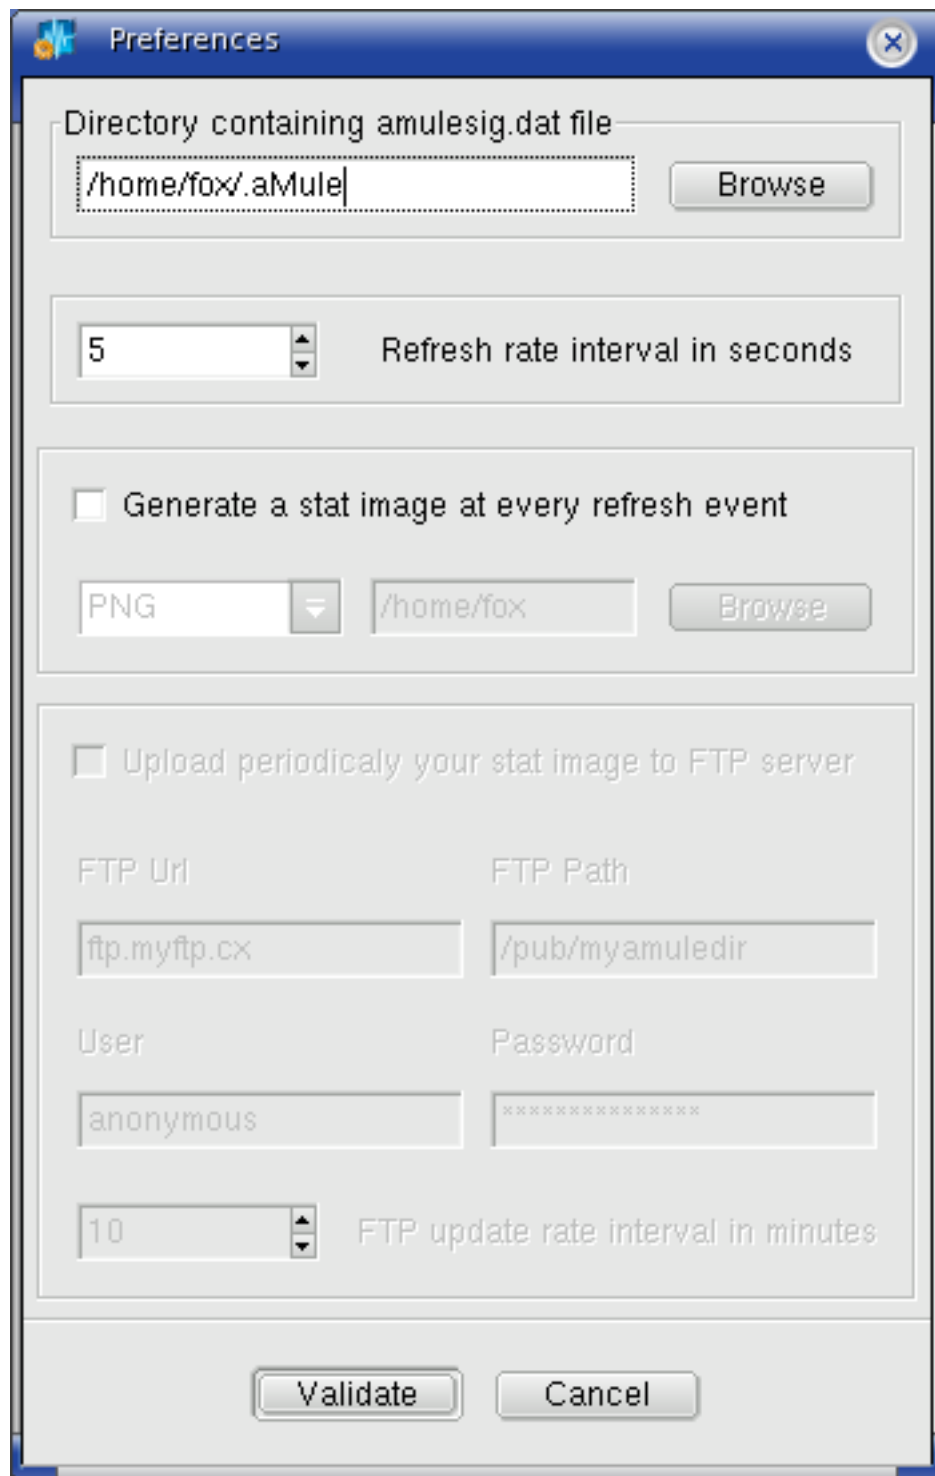 Preferences
Directory containing amulesig.dat file
/home/fox/.aMule Browse
5 Refresh rate interval in seconds
Generate a stat image at every refresh event
PNG /home/fox Browse
Upload periodicaly your stat image to FTP server
FTP Url FTP Path
ftp.myftp.cx /pub/myamuledir
User Password
anonymous ***************
10 FTP update rate interval in minutes
Validate Cancel